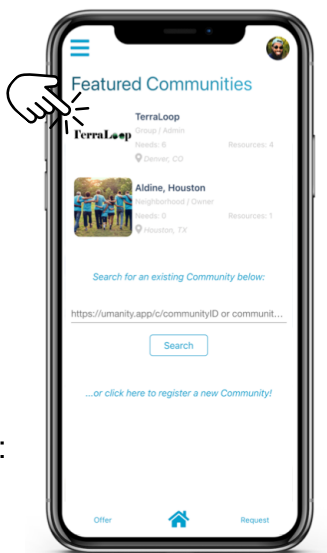 Featured Communities
TerraLoop
TerraLoop
Group / Admin
Needs: 6 Resources: 4
Denver, CO
Aldine, Houston
Neighborhood / Owner
Needs: 0 Resources: 1
Houston, TX
Search for an existing Community below:
https://umanity.app/c/communityID or communit...
Search
...or click here to register a new Community!
:
Offer Request